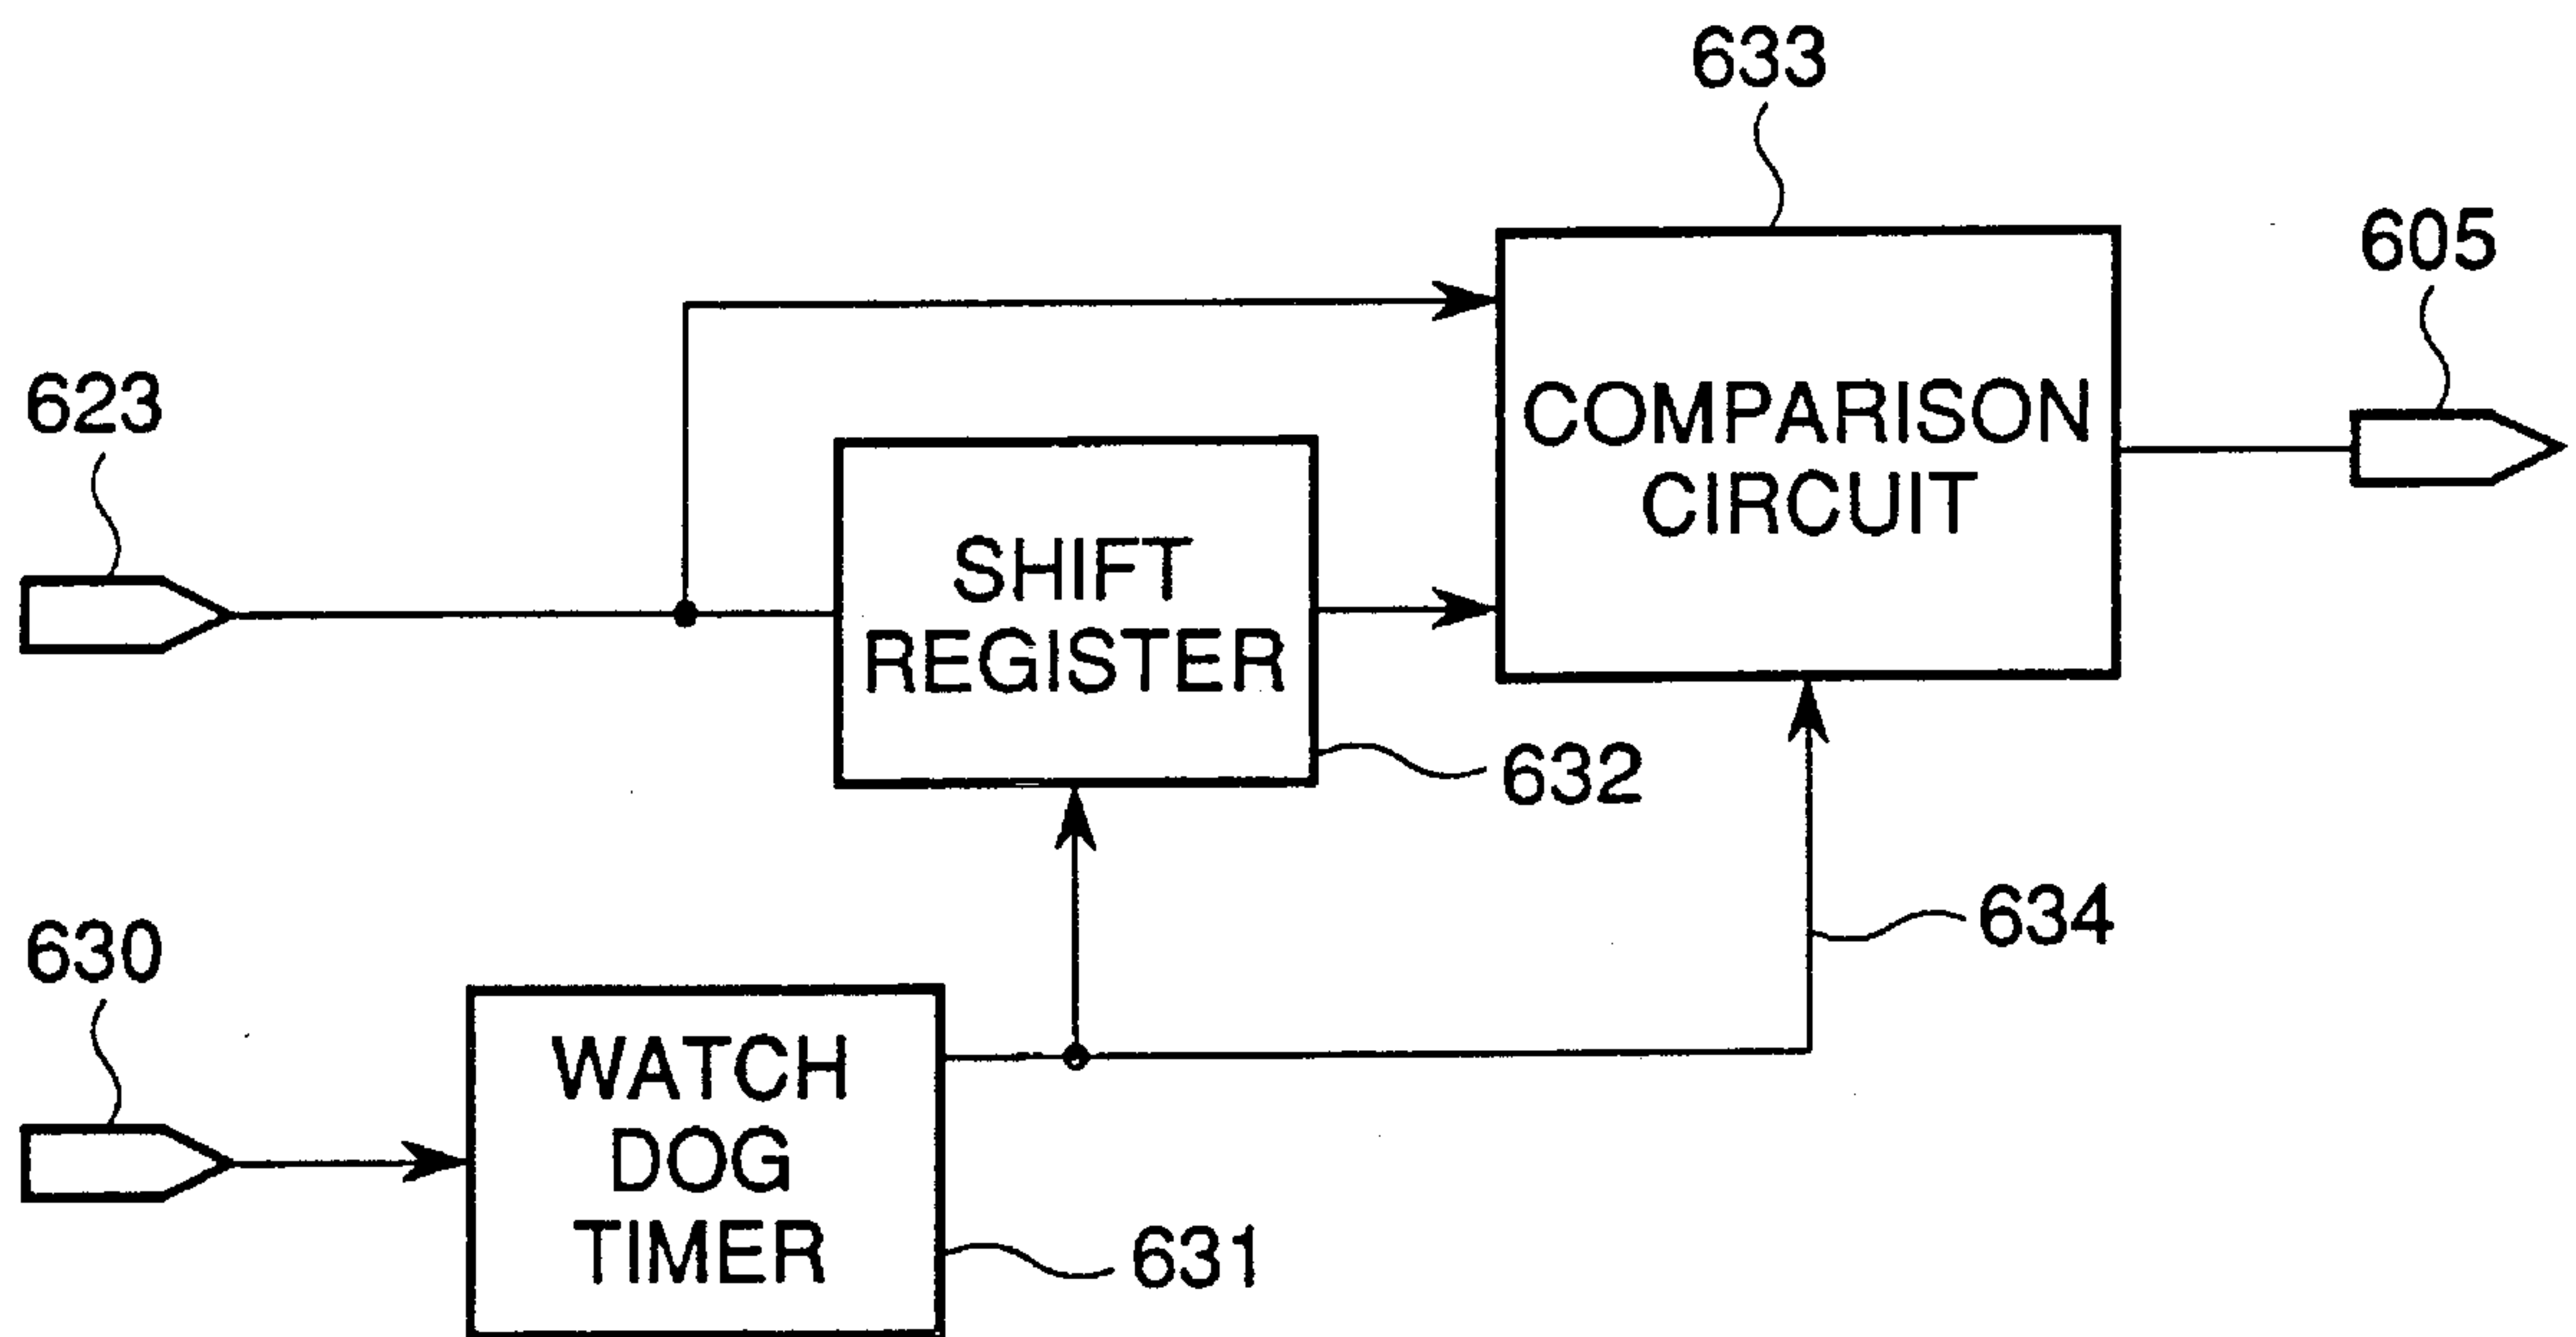 633
605
623
COMPARISON
CIRCUIT
SHIFT
REGISTER
632
634
630
WATCH
DOG
TIMER
631